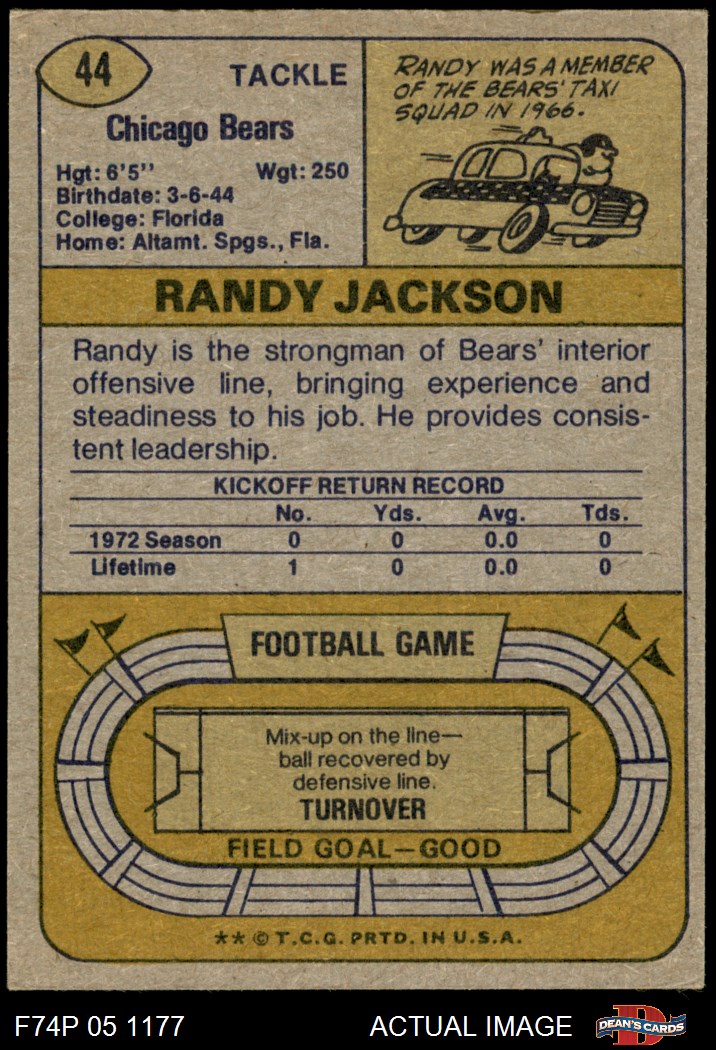 44
TACKLE
Chicago Bears
Hgt: 6'5'' Wgt: 250
Birthdate: 3-6-44
College: Florida
Home: Altamt. Spgs., Fla.
RANDY WAS A MEMBER
OF THE BEARS' TAXI
SQUAD IN 1966.
RANDY JACKSON
Randy is the strongman of Bears' interior
offensive line, bringing experience and
steadiness to his job. He provides consis-
tent leadership.
KICKOFF RETURN RECORD
No. Yds. Avg. Tds.
1972 Season 0 0 0.0 0
Lifetime 1 0 0.0 0
FOOTBALL GAME
Mix-up on the line—
ball recovered by
defensive line.
TURNOVER
FIELD GOAL—GOOD
** © T.C.G. PRTD. IN U.S.A.
F74P 05 1177 ACTUAL IMAGE
D
DEAN'S CARDS